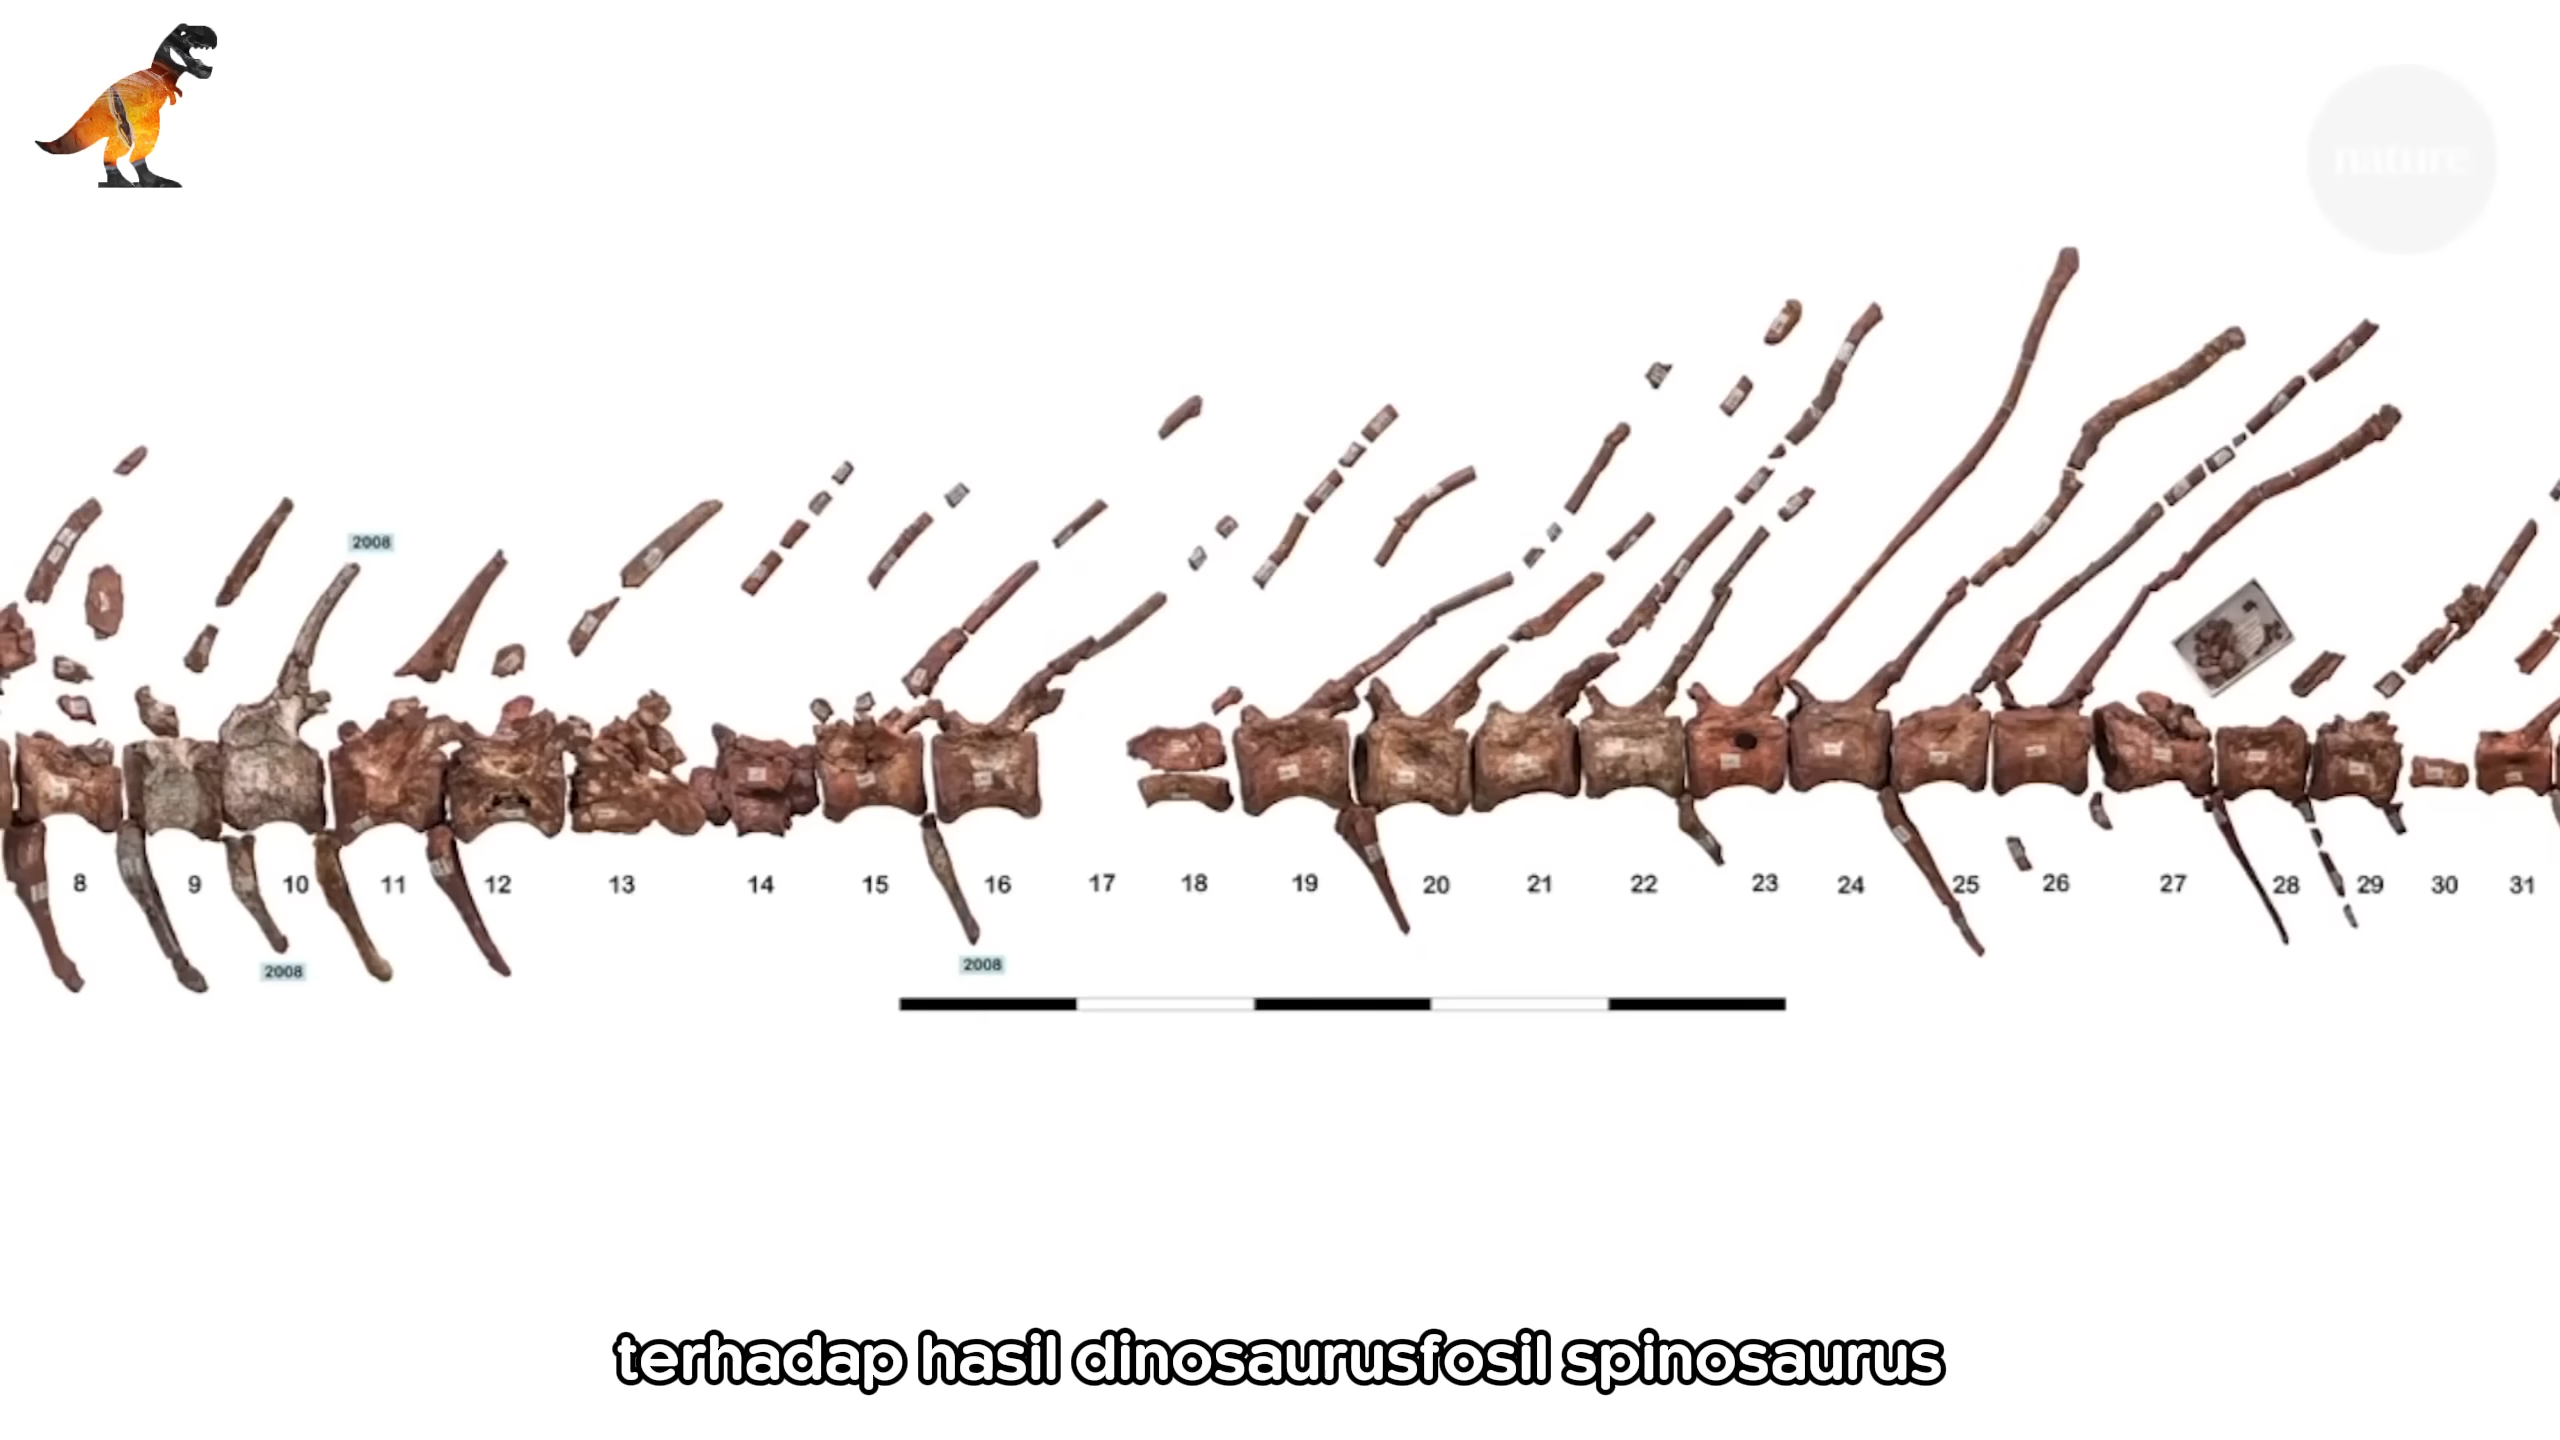 nature
2008
8 9 10 11 12 13 14 15 16 17 18 19 20 21 22 23 24 25 26 27 28 29 30 31
2008 2008
terhadap hasil dinosaurusfosil spinosaurus